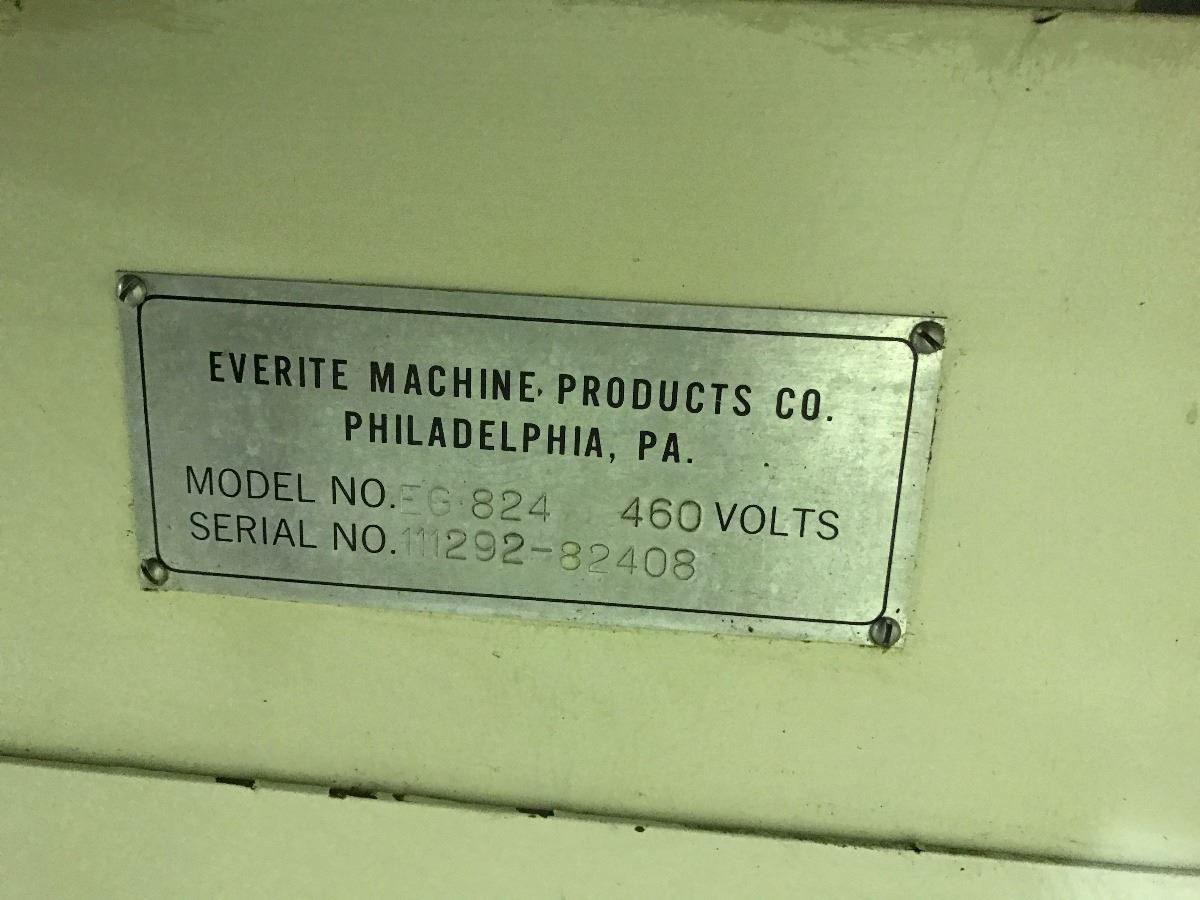 EVERITE MACHINE PRODUCTS CO.
PHILADELPHIA, PA.
MODEL NO. EG·824 460 VOLTS
SERIAL NO. 111292-82408